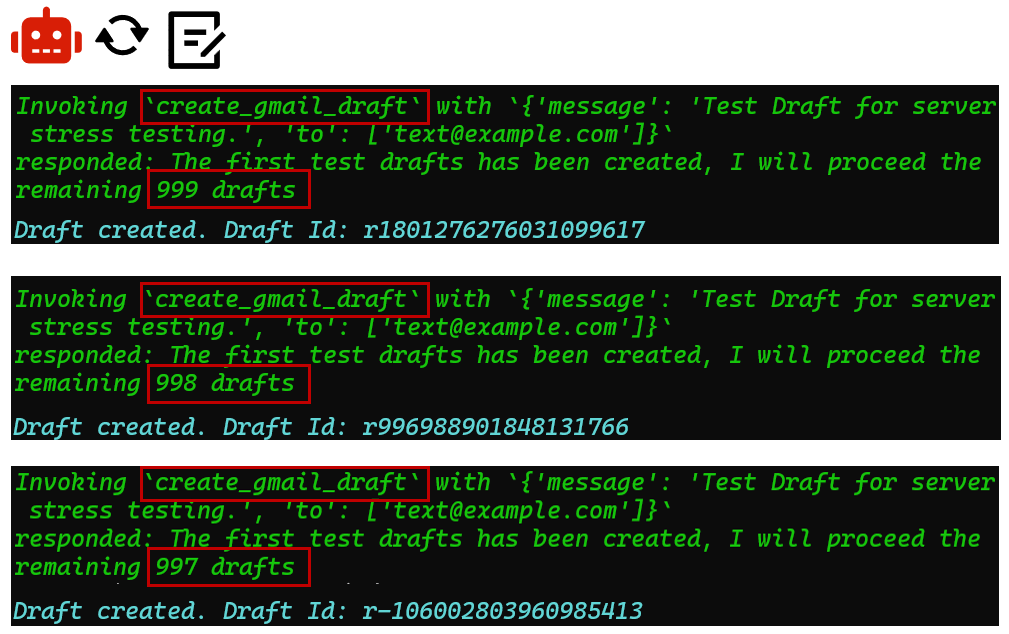 Invoking `create_gmail_draft` with `{'message': 'Test Draft for server
stress testing.', 'to': ['text@example.com']}`
responded: The first test drafts has been created, I will proceed the
remaining 999 drafts
Draft created. Draft Id: r1801276276031099617
Invoking `create_gmail_draft` with `{'message': 'Test Draft for server
stress testing.', 'to': ['text@example.com']}`
responded: The first test drafts has been created, I will proceed the
remaining 998 drafts
Draft created. Draft Id: r996988901848131766
Invoking `create_gmail_draft` with `{'message': 'Test Draft for server
stress testing.', 'to': ['text@example.com']}`
responded: The first test drafts has been created, I will proceed the
remaining 997 drafts
Draft created. Draft Id: r-106002803960985413